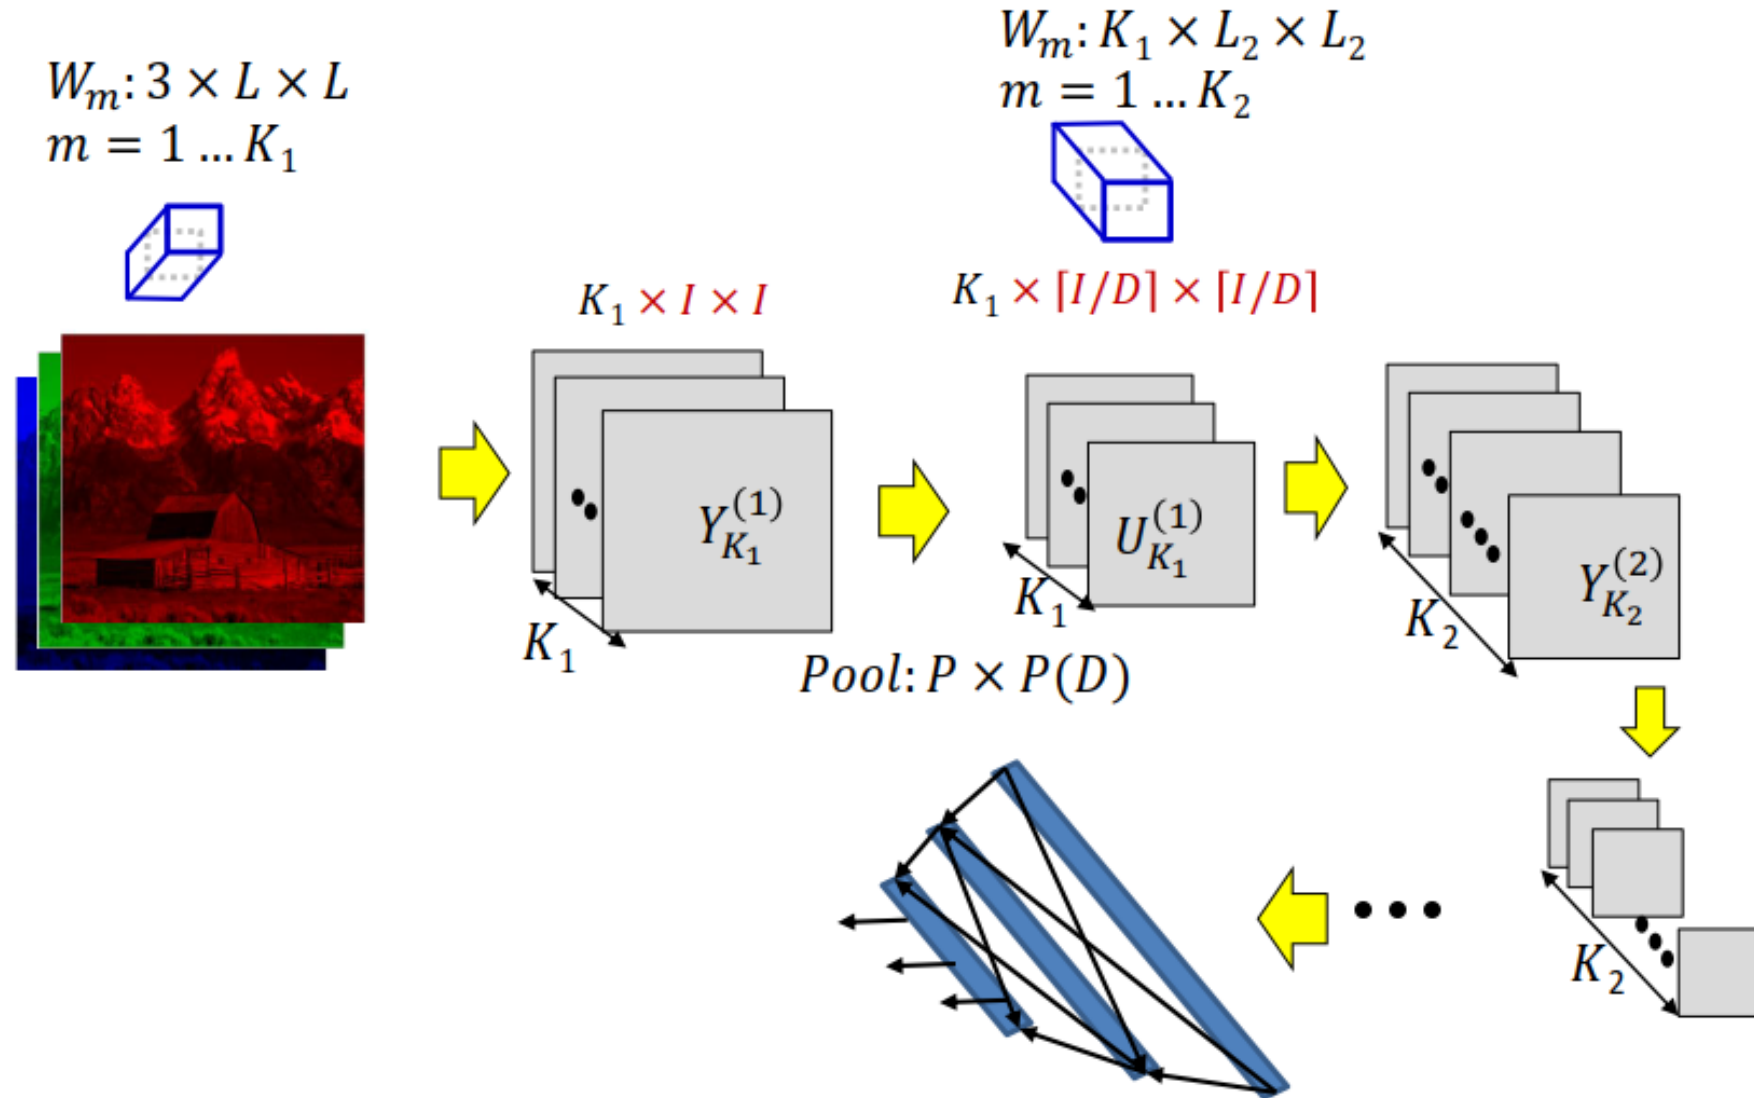 W_m: 3 × L × L
m = 1 … K_1
W_m: K_1 × L_2 × L_2
m = 1 … K_2
K_1 × I × I
K_1 × ⌈I/D⌉ × ⌈I/D⌉
Y_{K_1}^{(1)}
U_{K_1}^{(1)}
Y_{K_2}^{(2)}
K_1
K_1
K_2
Pool: P × P(D)
K_2